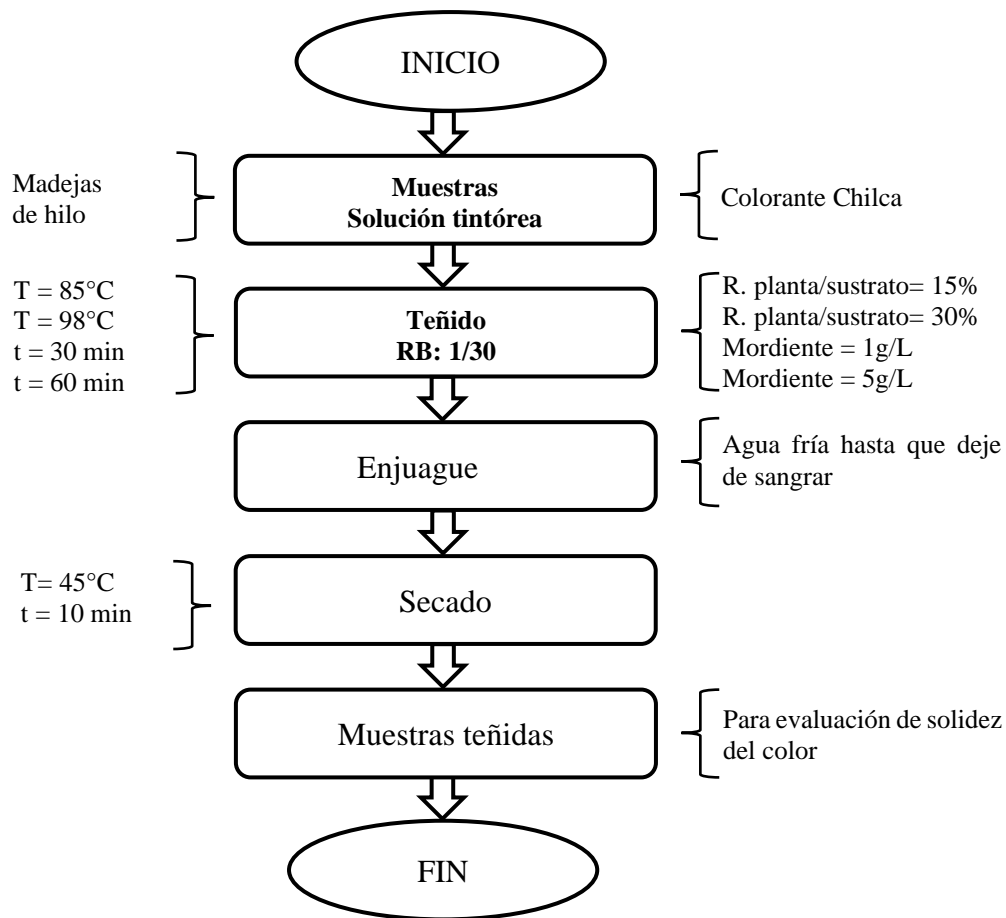 INICIO
Madejas
de hilo
Muestras
Solución tintórea
Colorante Chilca
T = 85°C
T = 98°C
t = 30 min
t = 60 min
Teñido
RB: 1/30
R. planta/sustrato= 15%
R. planta/sustrato= 30%
Mordiente = 1g/L
Mordiente = 5g/L
Enjuague
Agua fría hasta que deje
de sangrar
T= 45°C
t = 10 min
Secado
Muestras teñidas
Para evaluación de solidez
del color
FIN